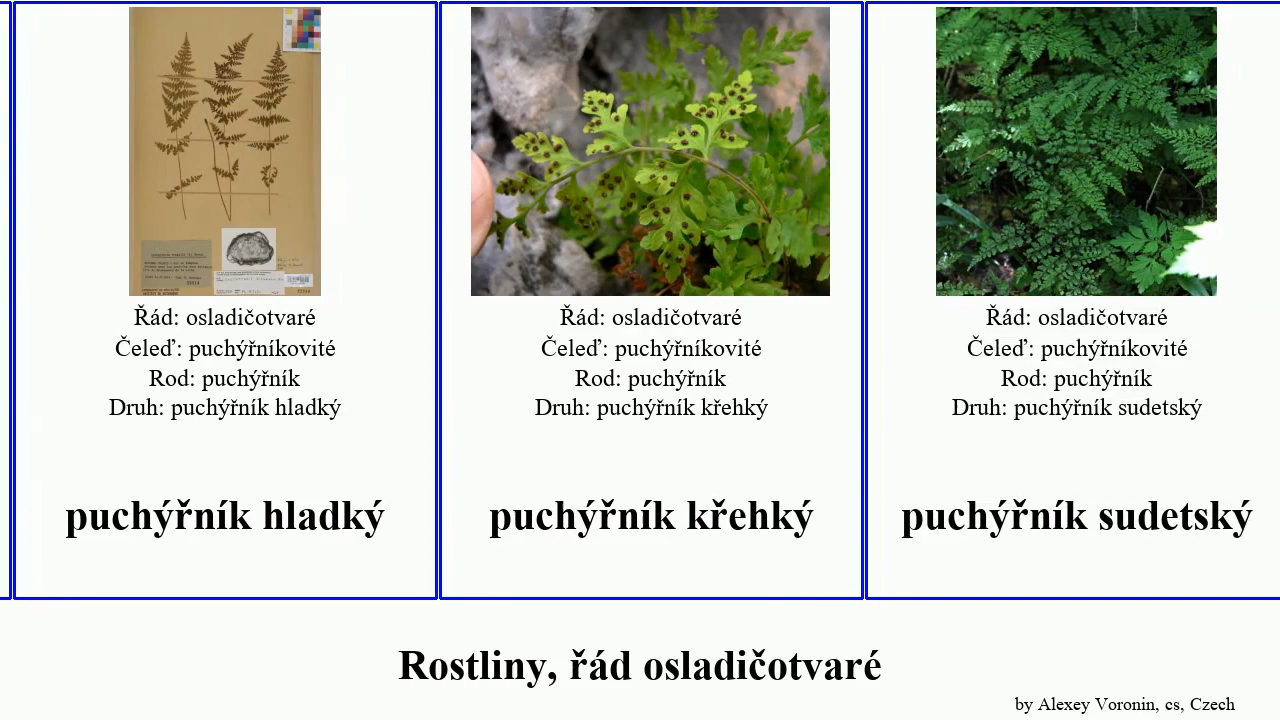 Řád: osladičotvaré
Čeleď: puchýřníkovité
Rod: puchýřník
Druh: puchýřník hladký
puchýřník hladký
Řád: osladičotvaré
Čeleď: puchýřníkovité
Rod: puchýřník
Druh: puchýřník křehký
puchýřník křehký
Řád: osladičotvaré
Čeleď: puchýřníkovité
Rod: puchýřník
Druh: puchýřník sudetský
puchýřník sudetský
Rostliny, řád osladičotvaré
by Alexey Voronin, cs, Czech